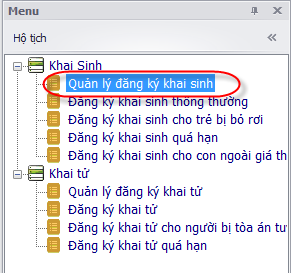 Menu
Hộ tịch
Khai Sinh
Quản lý đăng ký khai sinh
Đăng ký khai sinh thông thường
Đăng ký khai sinh cho trẻ bị bỏ rơi
Đăng ký khai sinh quá hạn
Đăng ký khai sinh cho con ngoài giá th
Khai tử
Quản lý đăng ký khai tử
Đăng ký khai tử
Đăng ký khai tử cho người bị tòa án tu
Đăng ký khai tử quá hạn